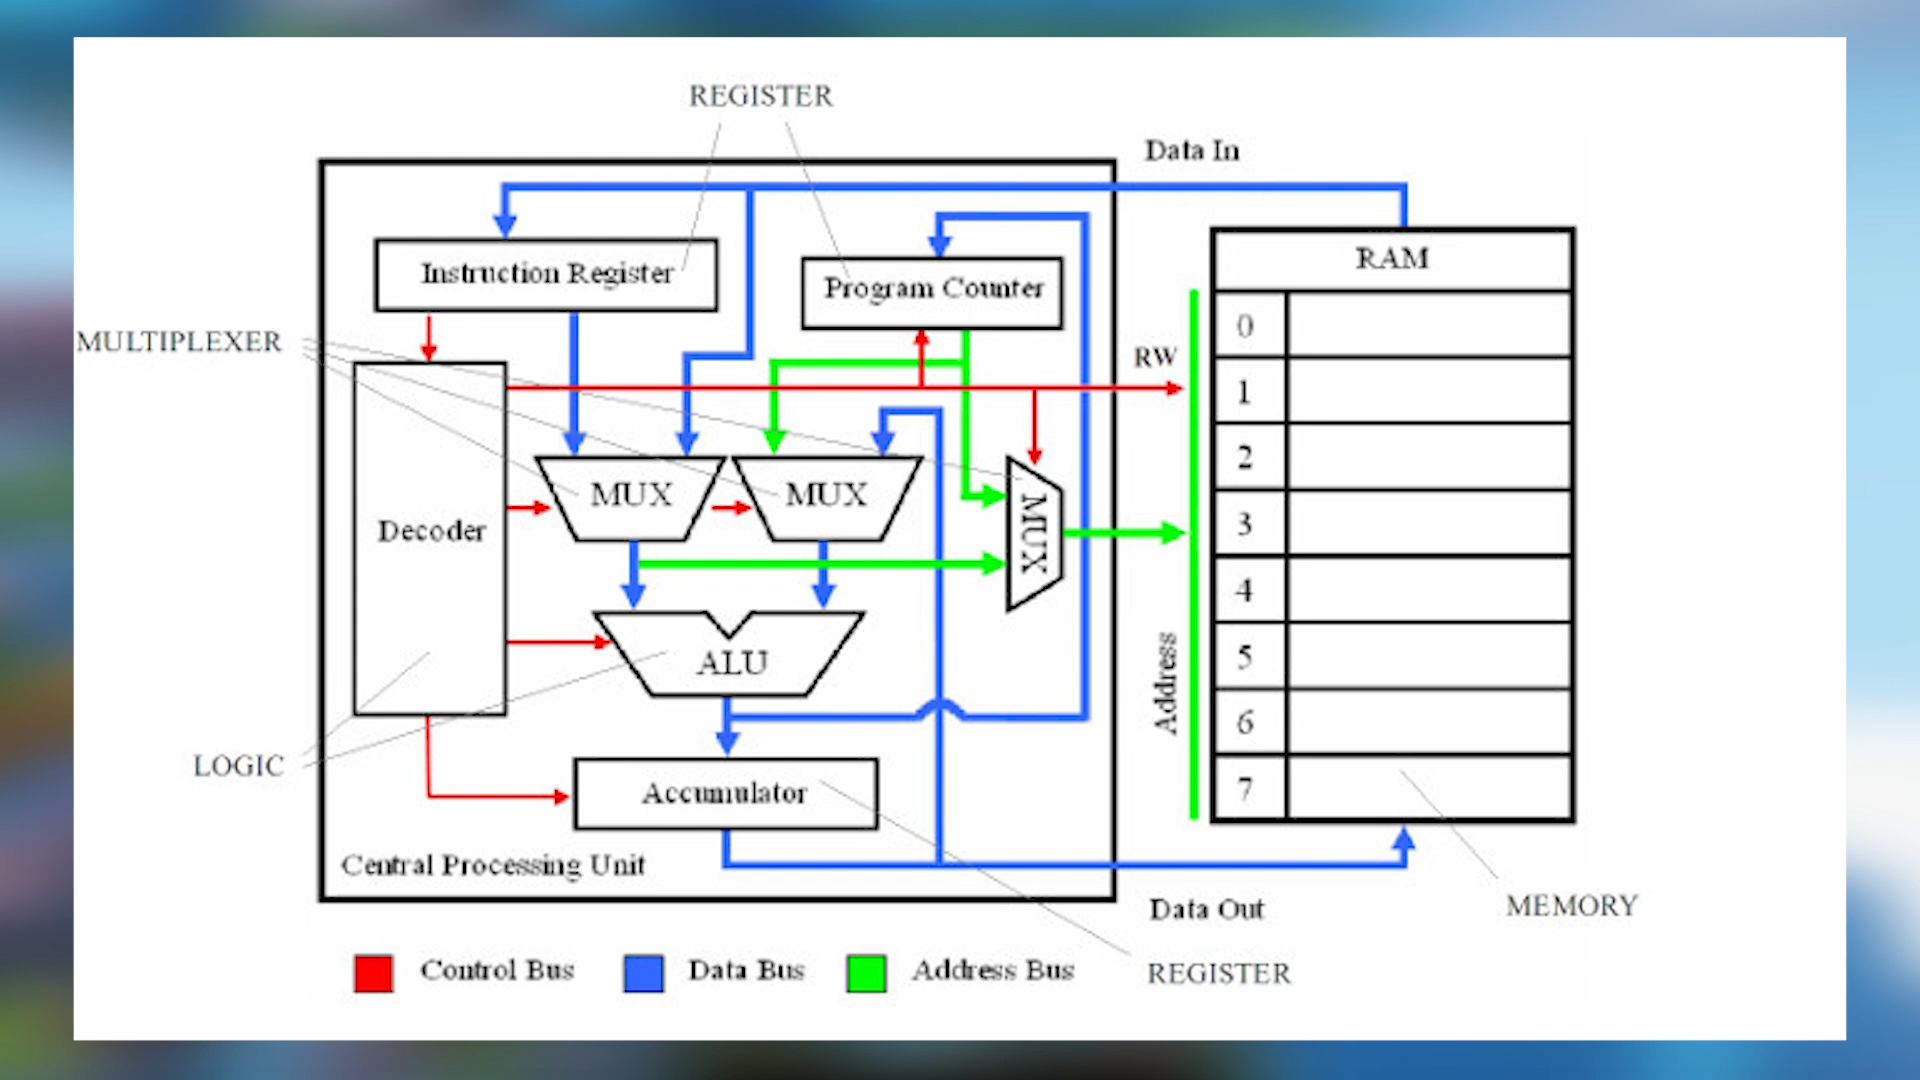 REGISTER
Data In
RAM
Instruction Register
Program Counter
0
MULTIPLEXER
RW
1
2
MUX
MUX
MUX
Decoder
3
4
ALU
5
Address
6
LOGIC
Accumulator
7
Central Processing Unit
Data Out
MEMORY
Control Bus
Data Bus
Address Bus
REGISTER